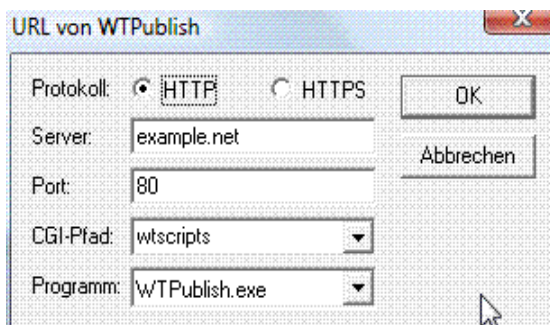 URL von WTPublish
Protokoll: HTTP HTTPS OK
Server: example.net
Abbrechen
Port: 80
CGI-Pfad: wtscripts
Programm: WTPublish.exe